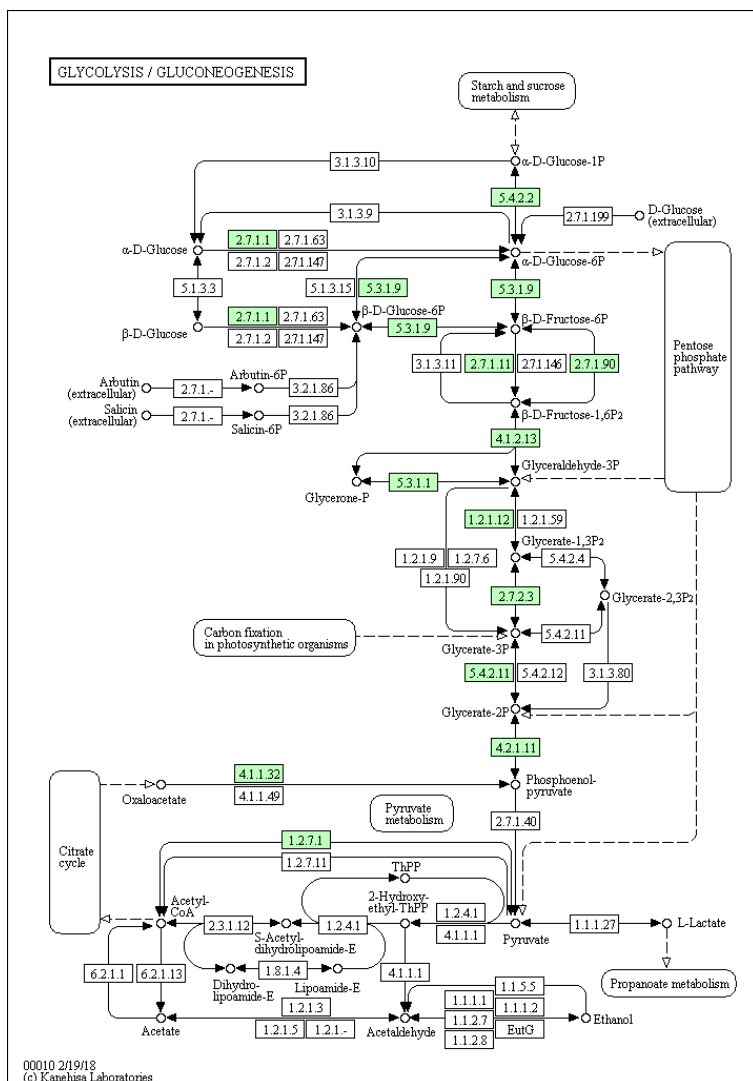 GLYCOLYSIS / GLUCONEOGENESIS
Starch and sucrose
metabolism
3.1.3.10
α-D-Glucose-1P
5.4.2.2
3.1.3.9
2.7.1.199
D-Glucose
(extracellular)
2.7.1.1
2.7.1.63
α-D-Glucose
2.7.1.2
2.7.1.147
α-D-Glucose-6P
5.1.3.3
5.1.3.15
5.3.1.9
5.3.1.9
β-D-Glucose-6P
β-D-Fructose-6P
2.7.1.1
2.7.1.63
β-D-Glucose
2.7.1.2
2.7.1.147
5.3.1.9
Pentose
phosphate
pathway
3.1.3.11
2.7.1.11
2.7.1.146
2.7.1.90
Arbutin
(extracellular)
2.7.1.-
Arbutin-6P
3.2.1.86
Salicin
(extracellular)
2.7.1.-
Salicin-6P
3.2.1.86
β-D-Fructose-1,6P2
4.1.2.13
Glyceraldehyde-3P
Glycerone-P
5.3.1.1
1.2.1.12
1.2.1.59
Glycerate-1,3P2
1.2.1.9
1.2.7.6
5.4.2.4
1.2.1.90
2.7.2.3
Glycerate-2,3P2
Carbon fixation
in photosynthetic organisms
5.4.2.11
Glycerate-3P
5.4.2.11
5.4.2.12
3.1.3.80
Glycerate-2P
4.2.1.11
4.1.1.32
Oxaloacetate
4.1.1.49
Phosphoenol-
pyruvate
Pyruvate
metabolism
2.7.1.40
Citrate
cycle
1.2.7.1
1.2.7.11
ThPP
Acetyl-
CoA
2-Hydroxy-
ethyl-ThPP
2.3.1.12
1.2.4.1
1.2.4.1
4.1.1.1
Pyruvate
1.1.1.27
L-Lactate
S-Acetyl-
dihydrolipoamide-E
6.2.1.1
6.2.1.13
1.8.1.4
Dihydro-
lipoamide-E
Lipoamide-E
4.1.1.1
Propanoate metabolism
1.1.5.5
1.2.1.3
1.1.1.1
1.1.1.2
Acetate
1.2.1.5
1.2.1.-
Acetaldehyde
1.1.2.7
EutG
Ethanol
1.1.2.8
00010 2/19/18
(c) Kanehisa Laboratories